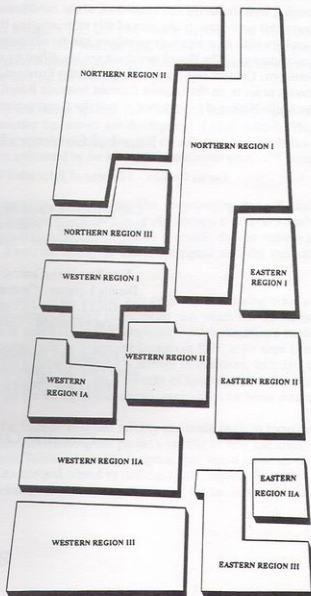 NORTHERN REGION II
NORTHERN REGION I
NORTHERN REGION III
WESTERN REGION I
EASTERN
REGION I
WESTERN REGION II
WESTERN
REGION IA
EASTERN REGION II
WESTERN REGION IIA
EASTERN
REGION IIA
WESTERN REGION III
EASTERN REGION III